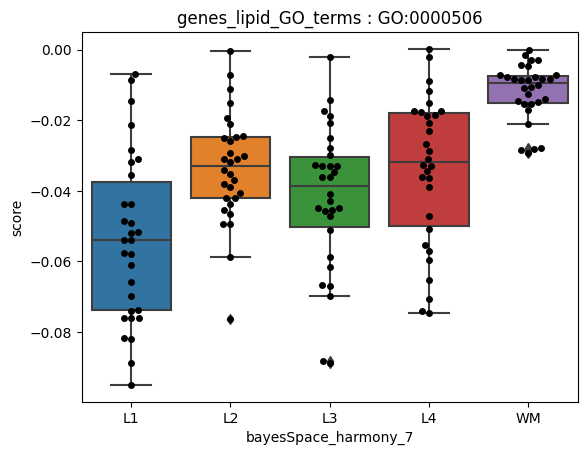 genes_lipid_GO_terms : GO:0000506
0.00
−0.02
−0.04
−0.06
−0.08
score
L1 L2 L3 L4 WM
bayesSpace_harmony_7